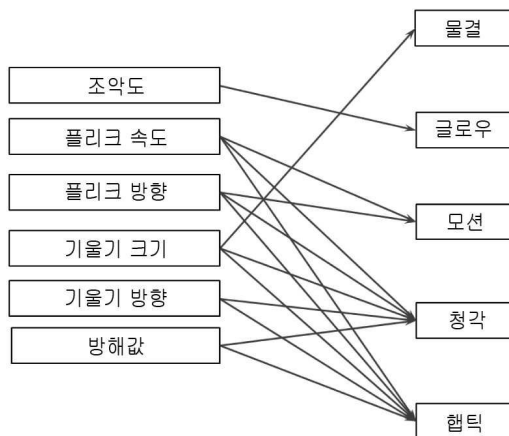 물결
조악도
글로우
플리크 속도
플리크 방향
모션
기울기 크기
기울기 방향
청각
방해값
햅틱